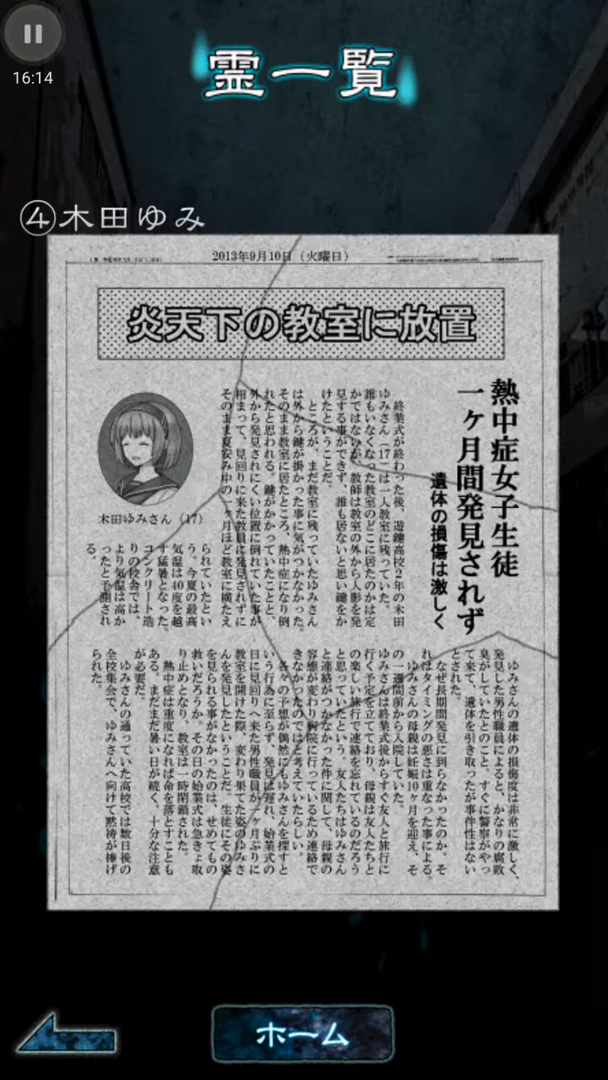 16:14
霊一覧
④木田ゆみ
2013年9月10日（火曜日）
炎天下の教室に放置
熱中症女子生徒
一ヶ月間発見されず
遺体の損傷は激しく
終業式が終わった後、遊鐘高校2年の木田
ゆみさん（17）は一人教室に残っていた。
誰もいなくなった教室のどこに居たのかは定
かではないが、教師は教室の外から人影を発
見する事ができず、誰も居ないと思い鍵をか
けたということだ。
ところが、まだ教室に残っていたゆみさん
は外から鍵が掛かった事に気がつかなかった。
そのまま教室に居たところ、熱中症になり倒
れたと思われる。鍵がかかっていたことと、
外から発見されにくい位置に倒れていた事が
相まって、見回りに来た教員に発見されずに
そのまま夏休み中の一ヶ月ほど教室に横たえ
木田ゆみさん（17）
られていたとい
う、今夏の最高
気温は40度を越
す猛暑となった。
コンクリート造
りの校舎では、
より気温は高か
ったと予測され
る。
ゆみさんの遺体の損傷度は非常に激しく、
発見した男性職員によると、かなりの腐敗
臭がしていたとのこと、すぐに警察がやっ
て来て、遺体を引き取ったが事件性はない
とされた。
なぜ長期間発見に到らなかったのか、そ
れはタイミングの悪さは重なった事による。
ゆみさんの母親は妊娠10ヶ月を迎え、そ
の一週間前から入院していた。
ゆみさんは終業式後からすぐ友人と旅行に
行く予定を立てており、母親は友人たちと
の楽しい旅行で連絡を忘れているのだろう
と思っていたという、友人たちはゆみさん
と連絡がつかなかった件に関して、母親の
容態が変わり病院に行っているため連絡で
きなかったのではと考えていたらしい。
各々の予想が偶然にもゆみさんを探すと
いう行為に至らず、発見は遅れ、始業式の
日に見回りへ来た男性職員が一ヶ月ぶりに
教室を開けた際、変わり果てた姿のゆみさ
んを発見したということだ。生徒にその姿
を見られる事がなかったのは、せめてもの
救いだろうか。その日の始業式は急きょ取
り止めとなり、教室は一時閉鎖された。
熱中症は重度になれば命を落とすことも
ある。まだまだ暑い日が続く、十分な注意
が必要だ。
ゆみさんの通っていた高校では数日後の
全校集会で、ゆみさんへ向けて黙祷が捧げ
られた。
ホーム